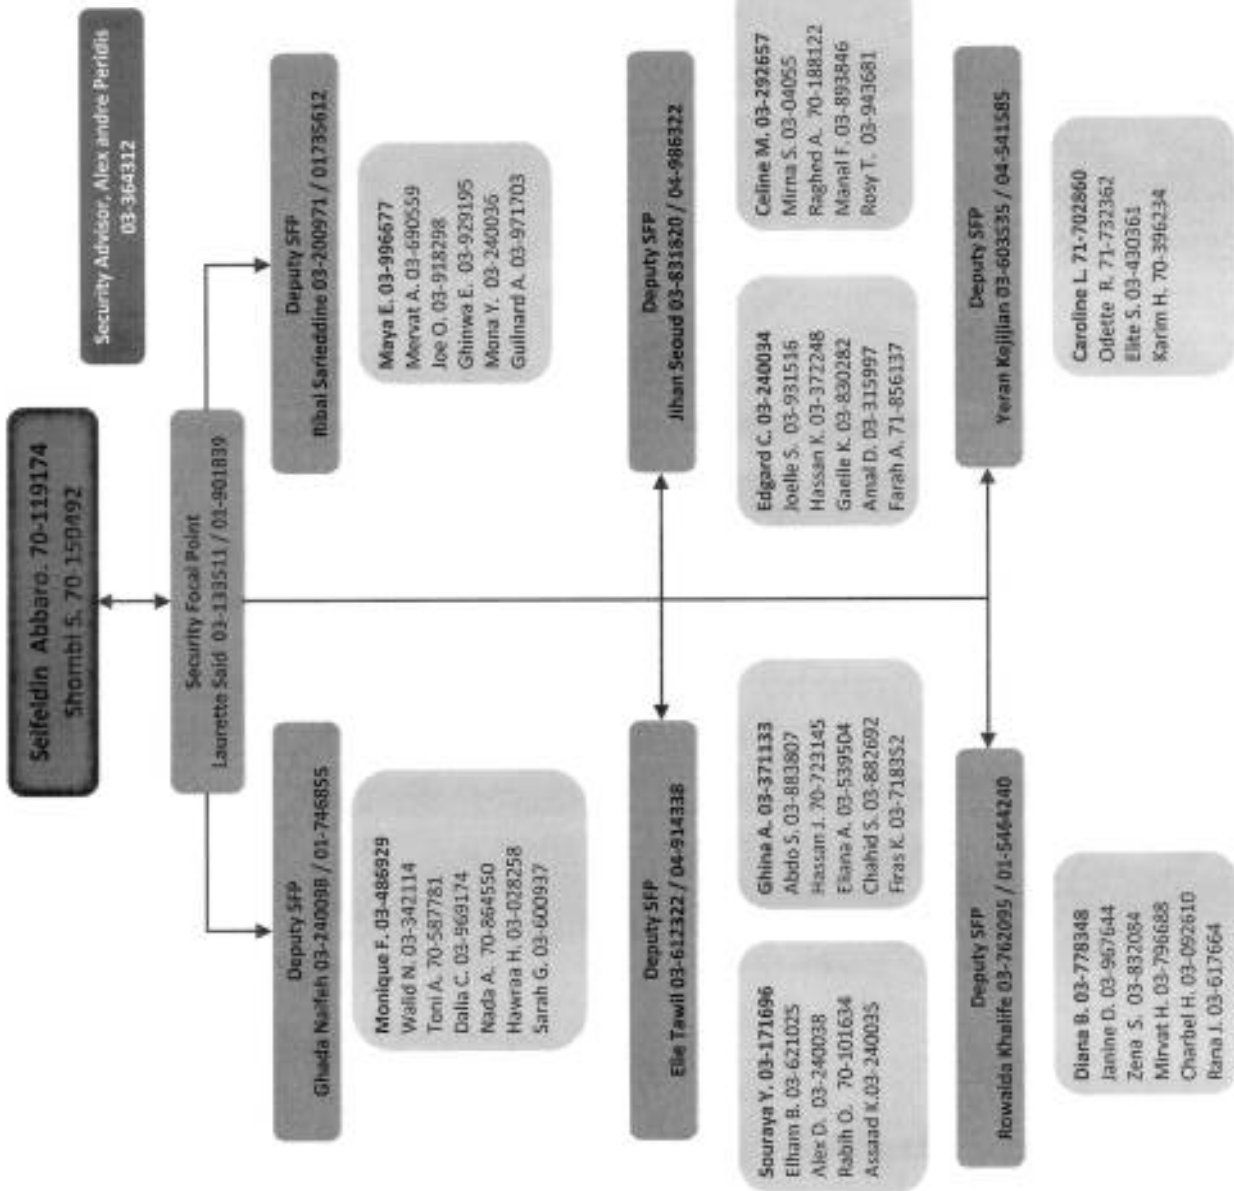 Seifeldin Abbaro. 70-119174
Shombi S. 70-150492
Security Advisor, Alex andre Peridis
03-364312
Security Focal Point
Laurette Said 03-133511 / 01-901839
Deputy SFP
Ghada Naifeh 03-240098 / 01-746855
Deputy SFP
Ribal Sarieddine 03-200971 / 01735612
Monique F. 03-486929
Walid N. 03-342114
Toni A. 70-587781
Dalia C. 03-969174
Nada A. 70-864550
Hawraa H. 03-028258
Sarah G. 03-600937
Maya E. 03-996677
Mervat A. 03-690559
Joe O. 03-918298
Ghinwa E. 03-929195
Mona Y. 03-240036
Guilnard A. 03-971703
Deputy SFP
Elie Tawil 03-612322 / 04-914338
Deputy SFP
Jihan Seoud 03-831820 / 04-986322
Souraya Y. 03-171696
Elham B. 03-621025
Alex D. 03-240038
Rabih O. 70-101634
Assaad K.03-240035
Ghina A. 03-371133
Abdo S. 03-883807
Hassan J. 70-723145
Eliana A. 03-539504
Chahid S. 03-882692
Firas K. 03-718352
Edgard C. 03-240034
Joelle S. 03-931516
Hassan K. 03-372248
Gaelle K. 03-830282
Amal D. 03-315997
Farah A. 71-856137
Celine M. 03-292657
Mirna S. 03-04055
Raghed A. 70-188122
Manal F. 03-893846
Rosy T. 03-943681
Deputy SFP
Rowaida Khalife 03-762095 / 01-5464240
Deputy SFP
Yeran Kejijian 03-603535 / 04-541585
Diana B. 03-778348
Janine D. 03-967644
Zena S. 03-832084
Mirvat H. 03-796688
Charbel H. 03-092610
Rana J. 03-617664
Caroline L. 71-702860
Odette R. 71-732362
Elite S. 03-430361
Karim H. 70-396234